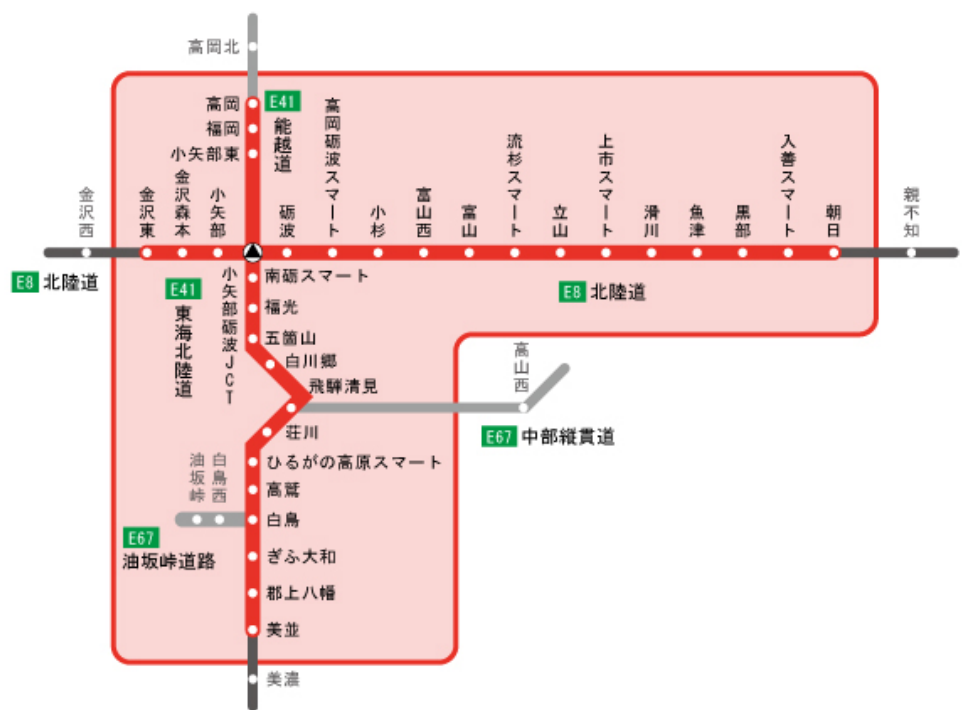 高岡北
高岡
E41
能越道
福岡
小矢部東
金沢西
金沢東
金沢森本
小矢部
砺波
高岡砺波スマート
小杉
富山西
富山
流杉スマート
立山
上市スマート
滑川
魚津
黒部
入善スマート
朝日
親不知
E8 北陸道
E41
東海北陸道
小矢部砺波JCT
南砺スマート
E8 北陸道
福光
五箇山
白川郷
飛騨清見
高山西
荘川
E67 中部縦貫道
ひるがの高原スマート
油坂峠
白鳥西
高鷲
白鳥
E67
油坂峠道路
ぎふ大和
郡上八幡
美並
美濃